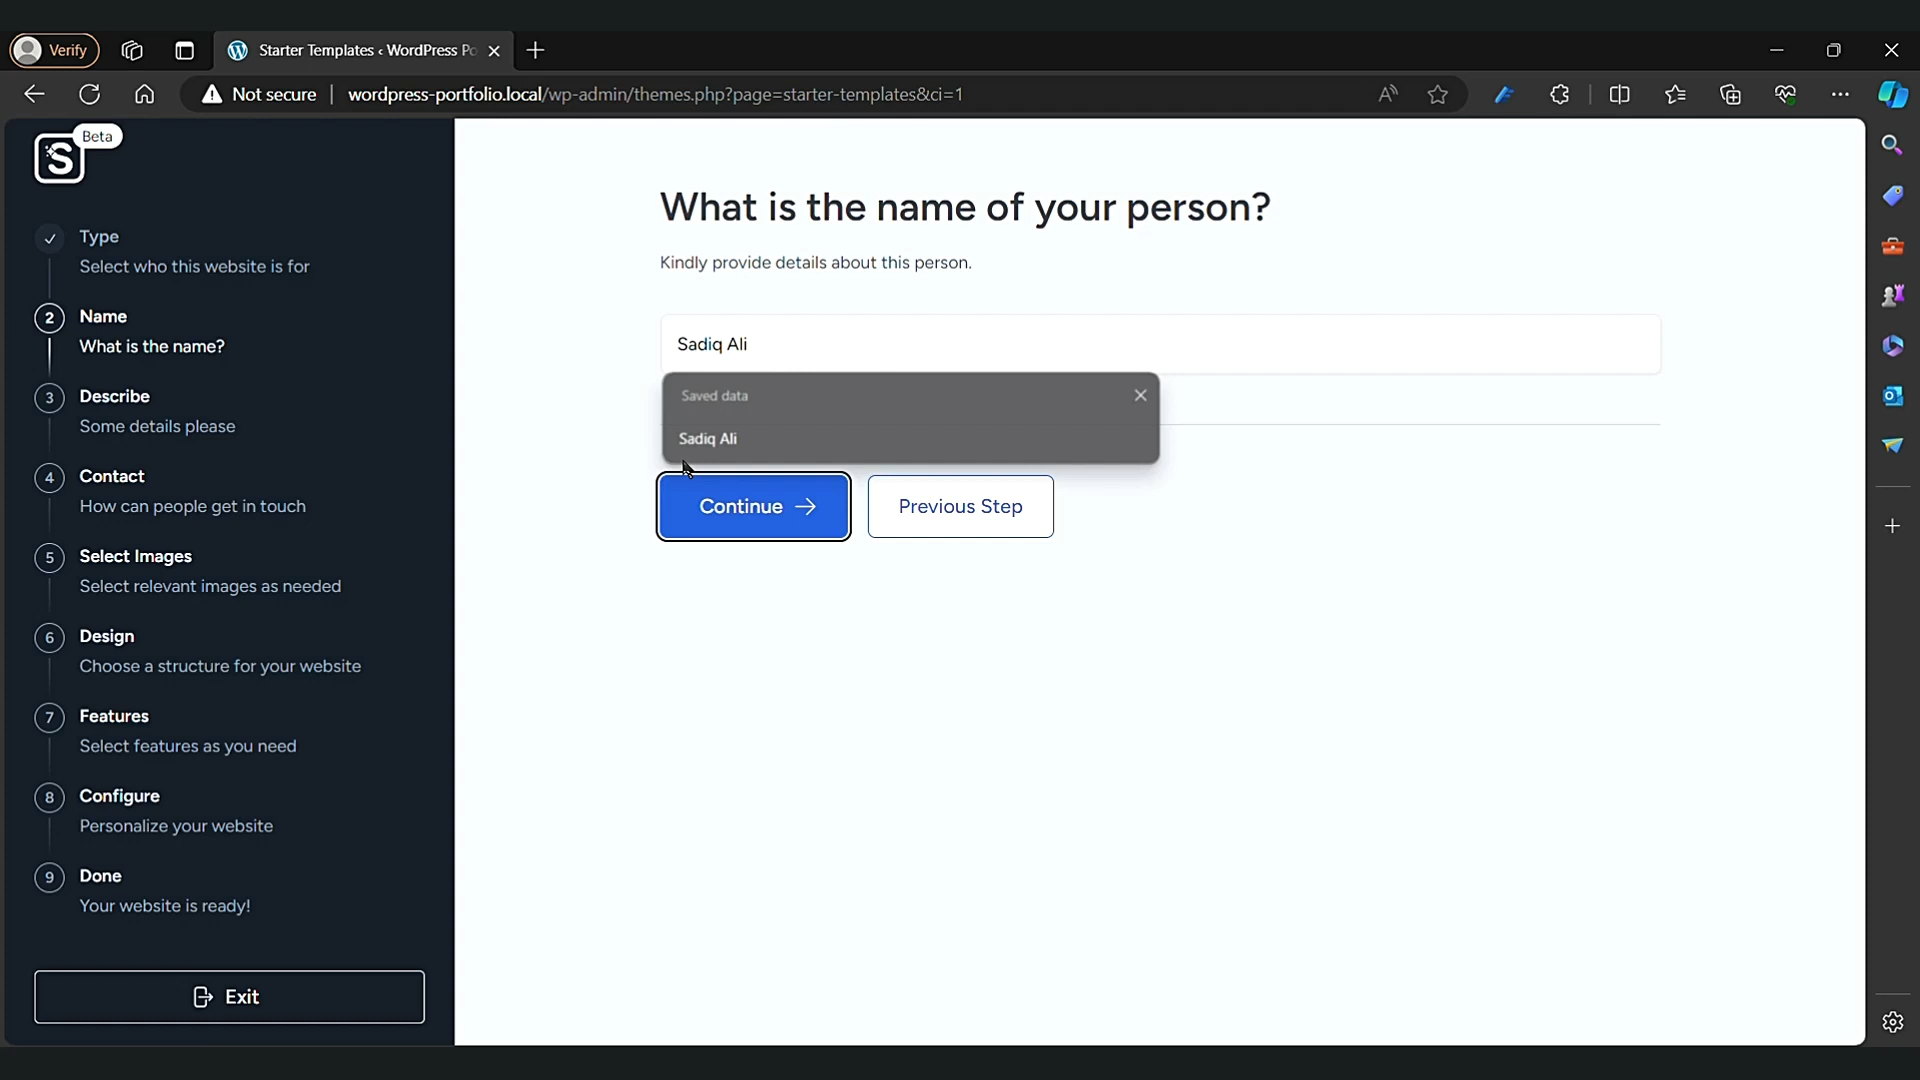 Verify
Starter Templates ‹ WordPress Po
Not secure
wordpress-portfolio.local/wp-admin/themes.php?page=starter-templates&ci=1
Beta
S
Type
Select who this website is for
2
Name
What is the name?
3
Describe
Some details please
4
Contact
How can people get in touch
5
Select Images
Select relevant images as needed
6
Design
Choose a structure for your website
7
Features
Select features as you need
8
Configure
Personalize your website
9
Done
Your website is ready!
Exit
What is the name of your person?
Kindly provide details about this person.
Sadiq Ali
Saved data
Sadiq Ali
Continue
Previous Step